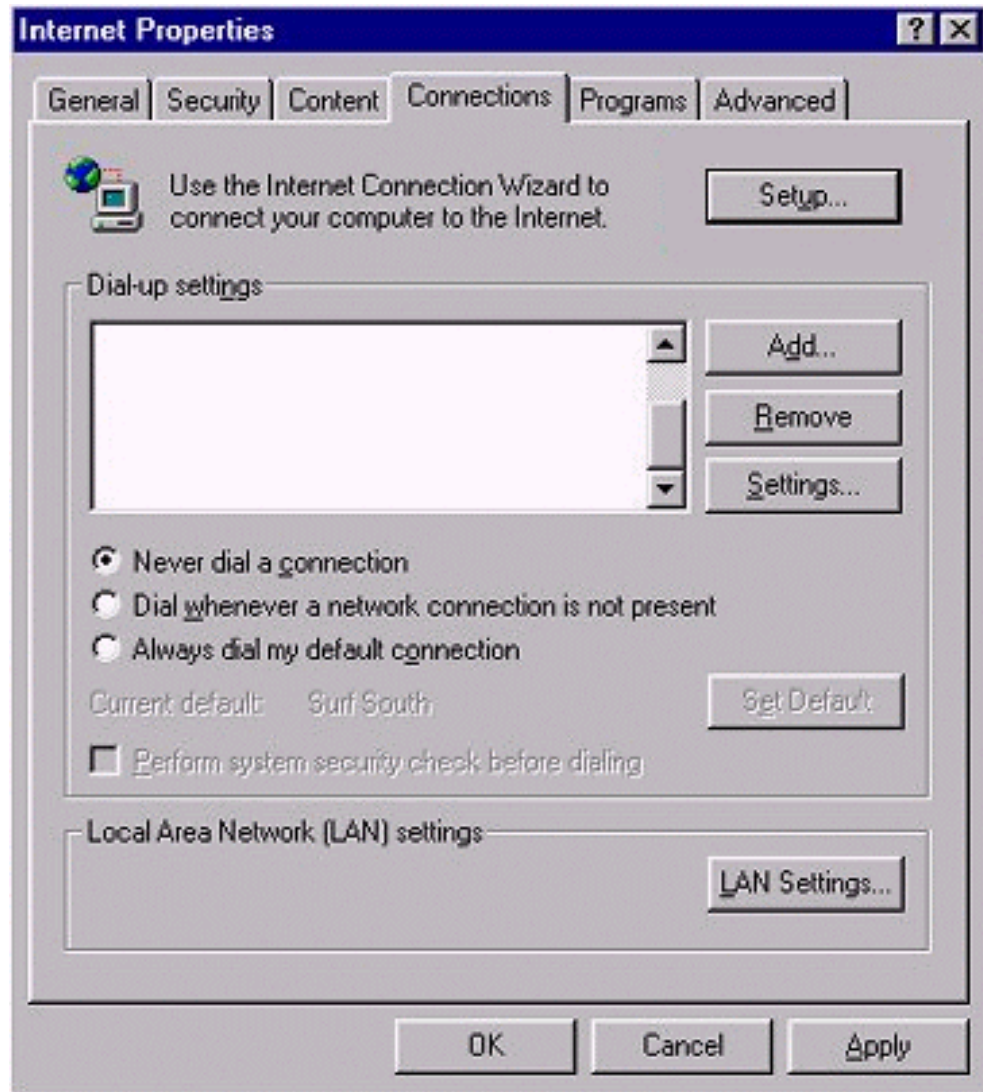 Internet Properties
General Security Content Connections Programs Advanced
Use the Internet Connection Wizard to
connect your computer to the Internet.
Setup...
Dial-up settings
Add...
Remove
Settings...
Never dial a connection
Dial whenever a network connection is not present
Always dial my default connection
Current default: Surf South
Set Default
Perform system security check before dialing
Local Area Network (LAN) settings
LAN Settings...
OK Cancel Apply